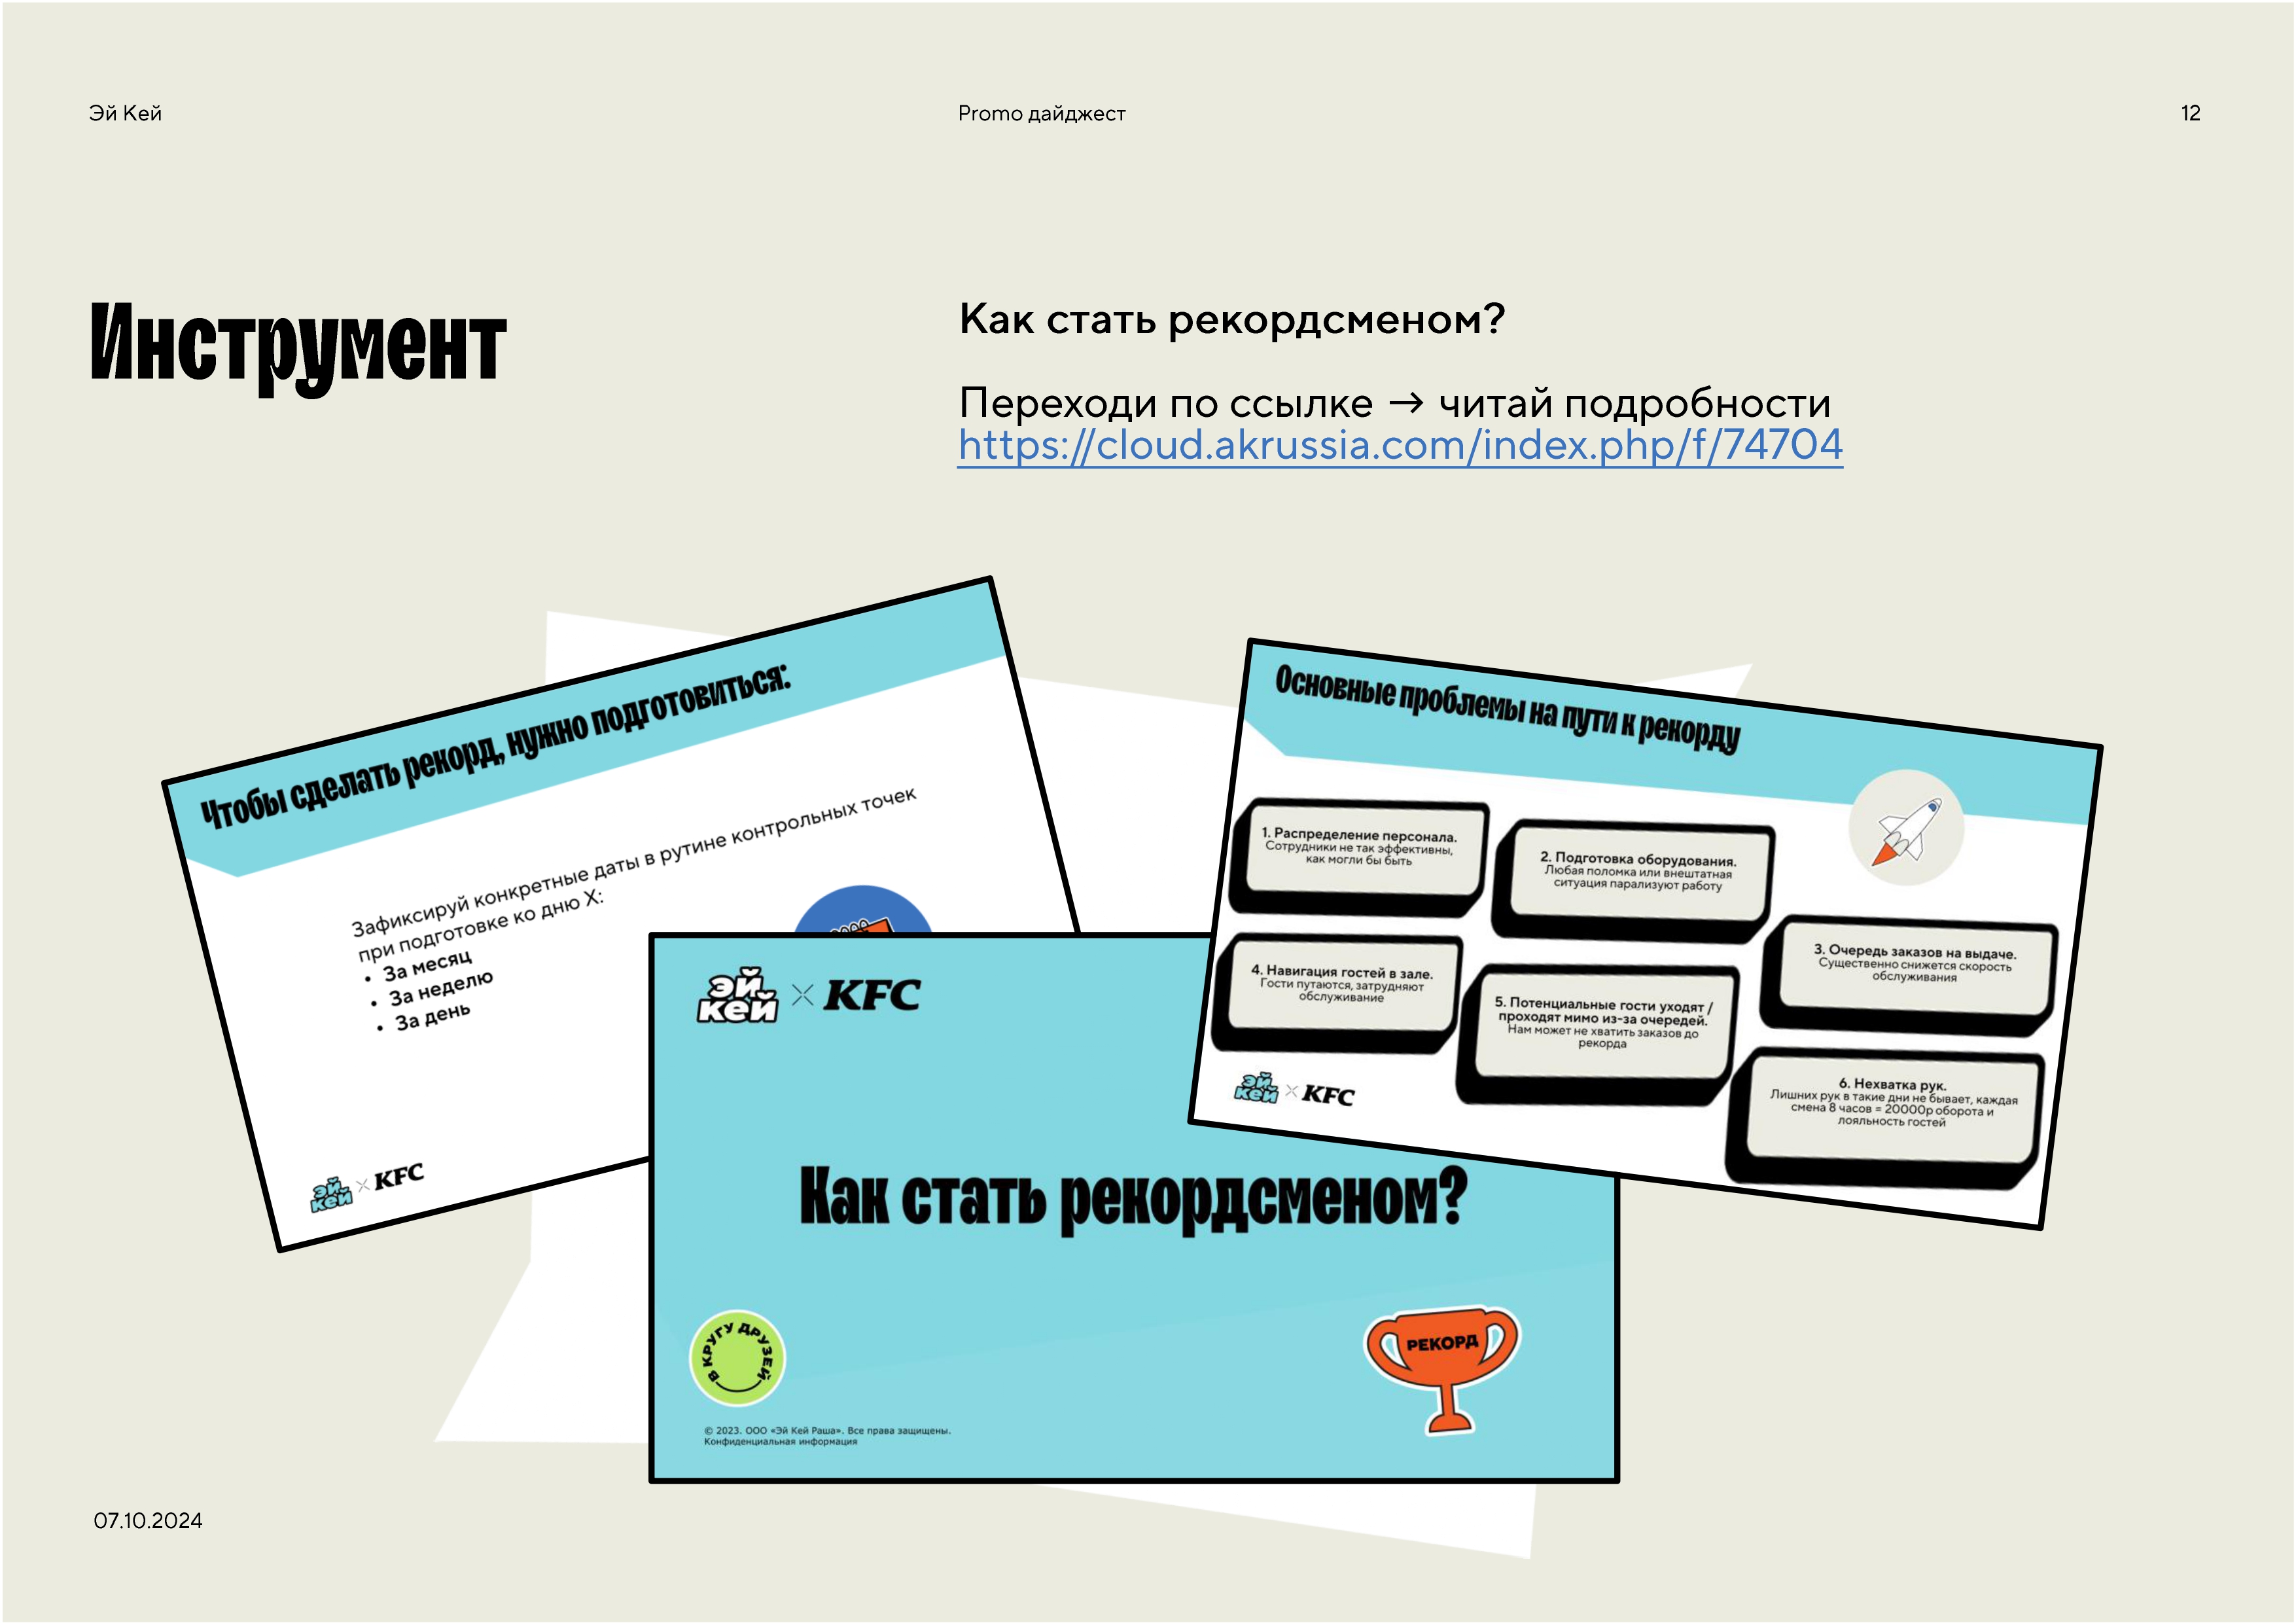 Эй Кей
Promo дайджест
12
Инструмент
Как стать рекордсменом?
Переходи по ссылке → читай подробности
https://cloud.akrussia.com/index.php/f/74704
Чтобы сделать рекорд, нужно подготовиться:
Зафиксируй конкретные даты в рутине контрольных точек
при подготовке ко дню Х:
• За месяц
• За неделю
• За день
эй кей × KFC
Основные проблемы на пути к рекорду
1. Распределение персонала.
Сотрудники не так эффективны,
как могли бы быть
2. Подготовка оборудования.
Любая поломка или внештатная
ситуация парализуют работу
3. Очередь заказов на выдаче.
Существенно снижется скорость
обслуживания
4. Навигация гостей в зале.
Гости путаются, затрудняют
обслуживание
5. Потенциальные гости уходят /
проходят мимо из-за очередей.
Нам может не хватить заказов до
рекорда
6. Нехватка рук.
Лишних рук в такие дни не бывает, каждая
смена 8 часов = 20000р оборота и
лояльность гостей
эй кей × KFC
эй кей × KFC
Как стать рекордсменом?
В КРУГУ ДРУЗЕЙ
РЕКОРД
© 2023. ООО «Эй Кей Раша». Все права защищены.
Конфиденциальная информация
07.10.2024